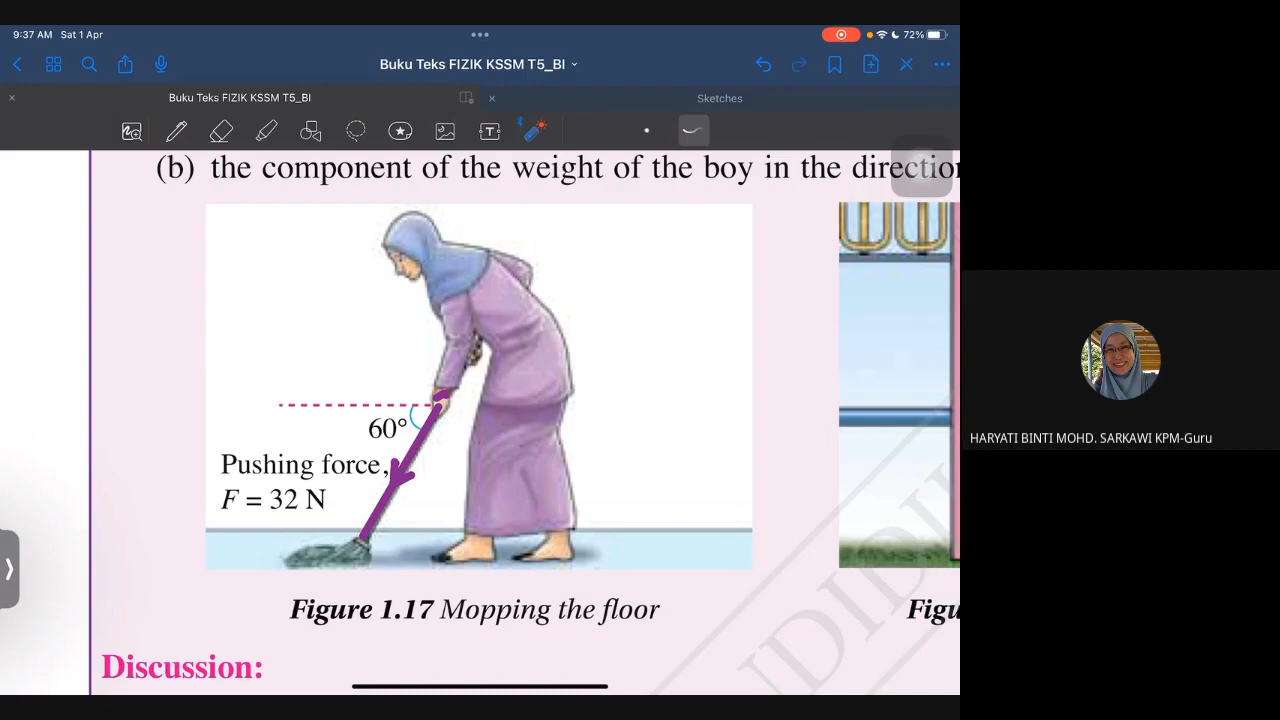 9:37 AM Sat 1 Apr
72%
Buku Teks FIZIK KSSM T5_BI
Buku Teks FIZIK KSSM T5_BI
Sketches
(b) the component of the weight of the boy in the direction
60°
Pushing force,
F = 32 N
Figure 1.17 Mopping the floor
Figu
Discussion:
HARYATI BINTI MOHD. SARKAWI KPM-Guru